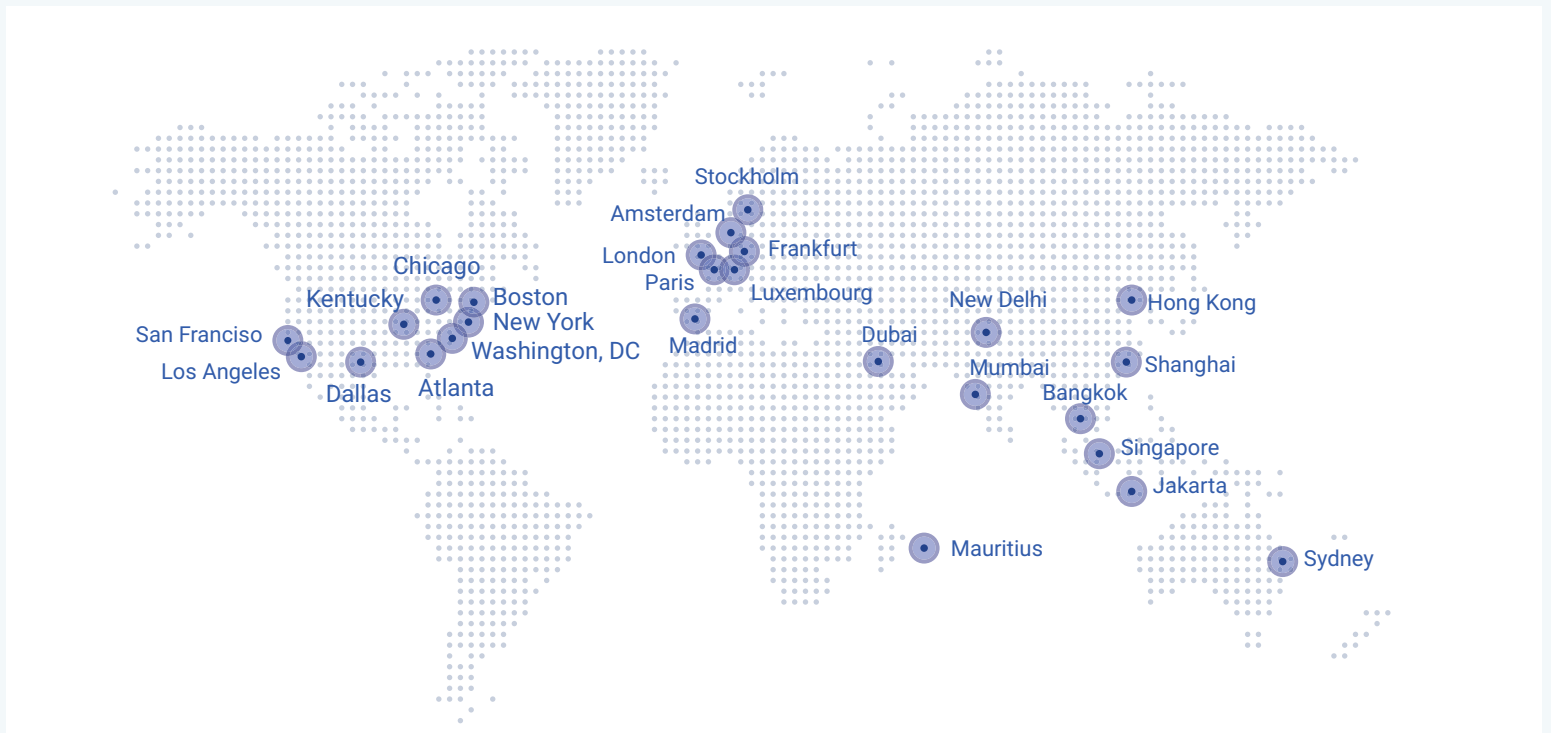 Stockholm
Amsterdam
London
Frankfurt
Paris
Luxembourg
Chicago
Kentucky
Boston
New York
San Franciso
Washington, DC
Los Angeles
Dallas
Atlanta
Madrid
New Delhi
Hong Kong
Dubai
Mumbai
Shanghai
Bangkok
Singapore
Jakarta
Mauritius
Sydney